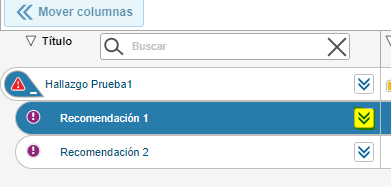 Mover columnas
Título
Buscar
Hallazgo Prueba1
Recomendación 1
Recomendación 2